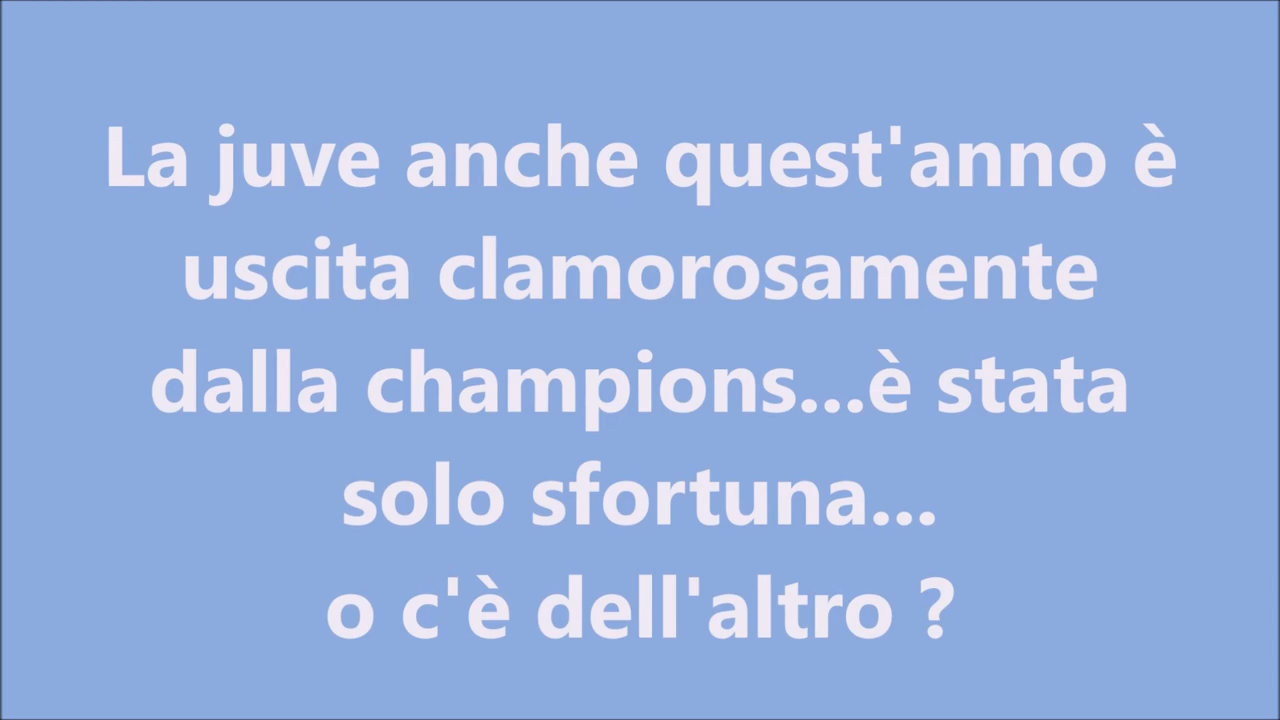 La juve anche quest'anno è
uscita clamorosamente
dalla champions...è stata
solo sfortuna...
o c'è dell'altro ?